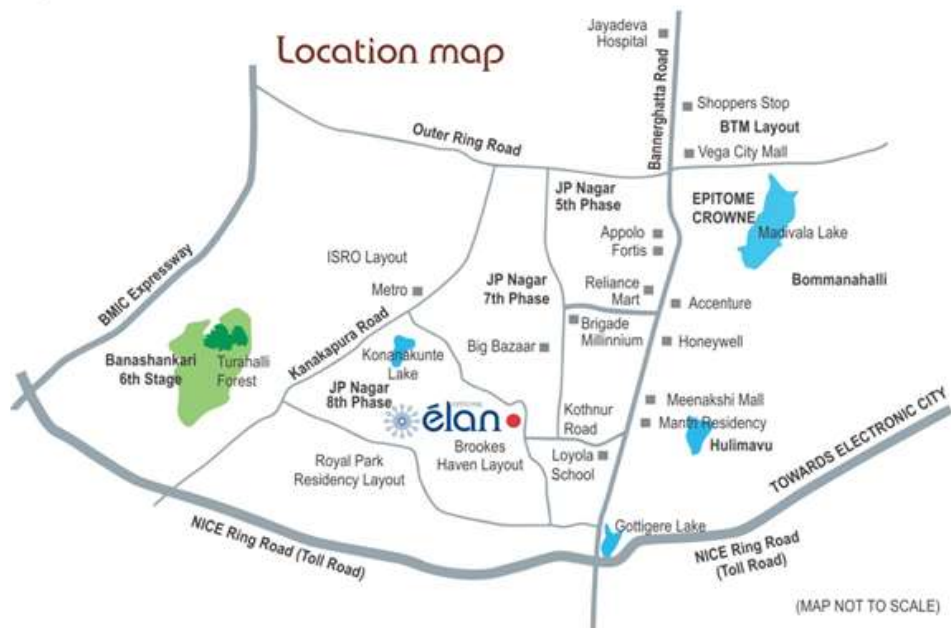 Location map
Jayadeva
Hospital
Bannerghatta Road
Shoppers Stop
BTM Layout
Vega City Mall
Outer Ring Road
JP Nagar
5th Phase
EPITOME
CROWNE
Madivala Lake
Appolo
Fortis
Bommanahalli
BMIC Expressway
ISRO Layout
Metro
JP Nagar
7th Phase
Reliance
Mart
Accenture
Brigade
Millinnium
Honeywell
Big Bazaar
Kanakapura Road
Konanakunte
Lake
Banashankari
6th Stage
Turahalli
Forest
JP Nagar
8th Phase
élan
Brookes
Haven Layout
Kothnur
Road
Meenakshi Mall
Mantri Residency
Hulimavu
Loyola
School
Royal Park
Residency Layout
TOWARDS ELECTRONIC CITY
Gottigere Lake
NICE Ring Road (Toll Road)
NICE Ring Road
(Toll Road)
(MAP NOT TO SCALE)